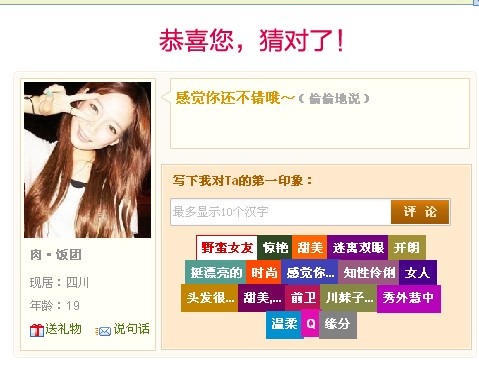 恭喜您，猜对了！
感觉你还不错哦～（偷偷地说）
写下我对Ta的第一印象：
最多显示10个汉字 评 论
野蛮女友 惊艳 甜美 迷离双眼 开朗
挺漂亮的 时尚 感觉你... 知性伶俐 女人
头发很... 甜美,... 前卫 川妹子... 秀外慧中
温柔 Q 缘分
肉·饭团
现居：四川
年龄：19
送礼物 说句话